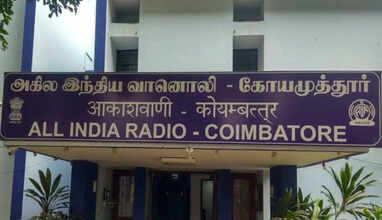 அகில இந்திய வானொலி - கோயமுத்தூர்
आकाशवाणी - कोयम्बत्तूर
ALL INDIA RADIO - COIMBATORE